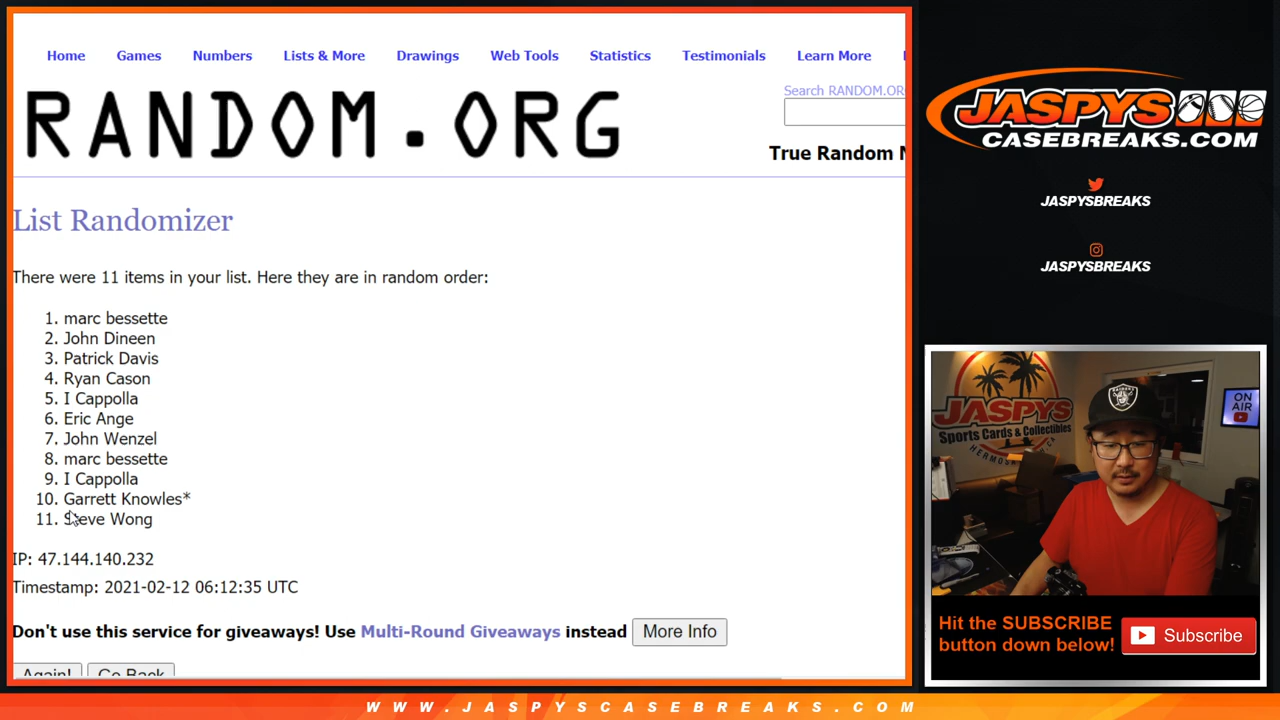 Home Games Numbers Lists & More Drawings Web Tools Statistics Testimonials Learn More
Search RANDOM.OR
RANDOM.ORG
True Random N
List Randomizer
There were 11 items in your list. Here they are in random order:
1. marc bessette
2. John Dineen
3. Patrick Davis
4. Ryan Cason
5. I Cappolla
6. Eric Ange
7. John Wenzel
8. marc bessette
9. I Cappolla
10. Garrett Knowles*
11. Steve Wong
IP: 47.144.140.232
Timestamp: 2021-02-12 06:12:35 UTC
Don't use this service for giveaways! Use Multi-Round Giveaways instead More Info
Again! Go Back
JASPYS
CASEBREAKS.COM
JASPYSBREAKS
JASPYSBREAKS
JASPYS
Sports Cards & Collectibles
ON
AIR
Hit the SUBSCRIBE
button down below!
Subscribe
WWW.JASPYSCASEBREAKS.COM